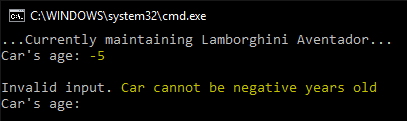 C:\WINDOWS\system32\cmd.exe
...Currently maintaining Lamborghini Aventador...
Car's age: -5
Invalid input. Car cannot be negative years old
Car's age: